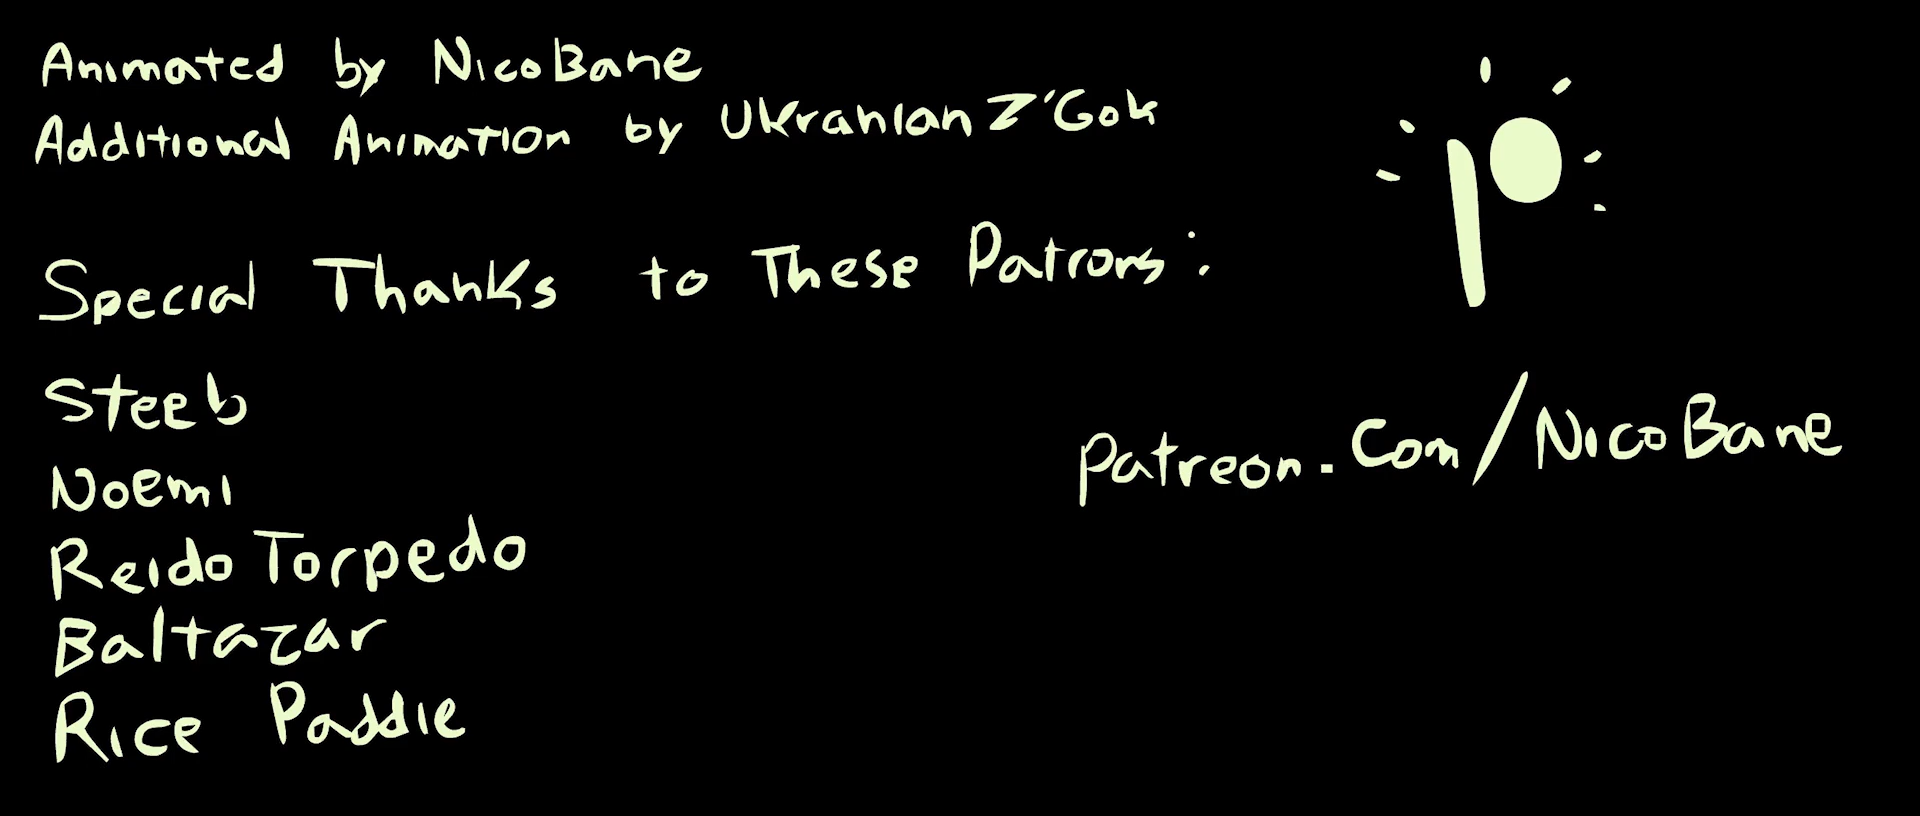 Animated by NicoBane
Additional Animation by UkranianZ'Gok
Special Thanks to These Patrons:
Steeb
Noemi
ReidoTorpedo
Baltazar
Rice Paddie
patreon.com/NicoBane